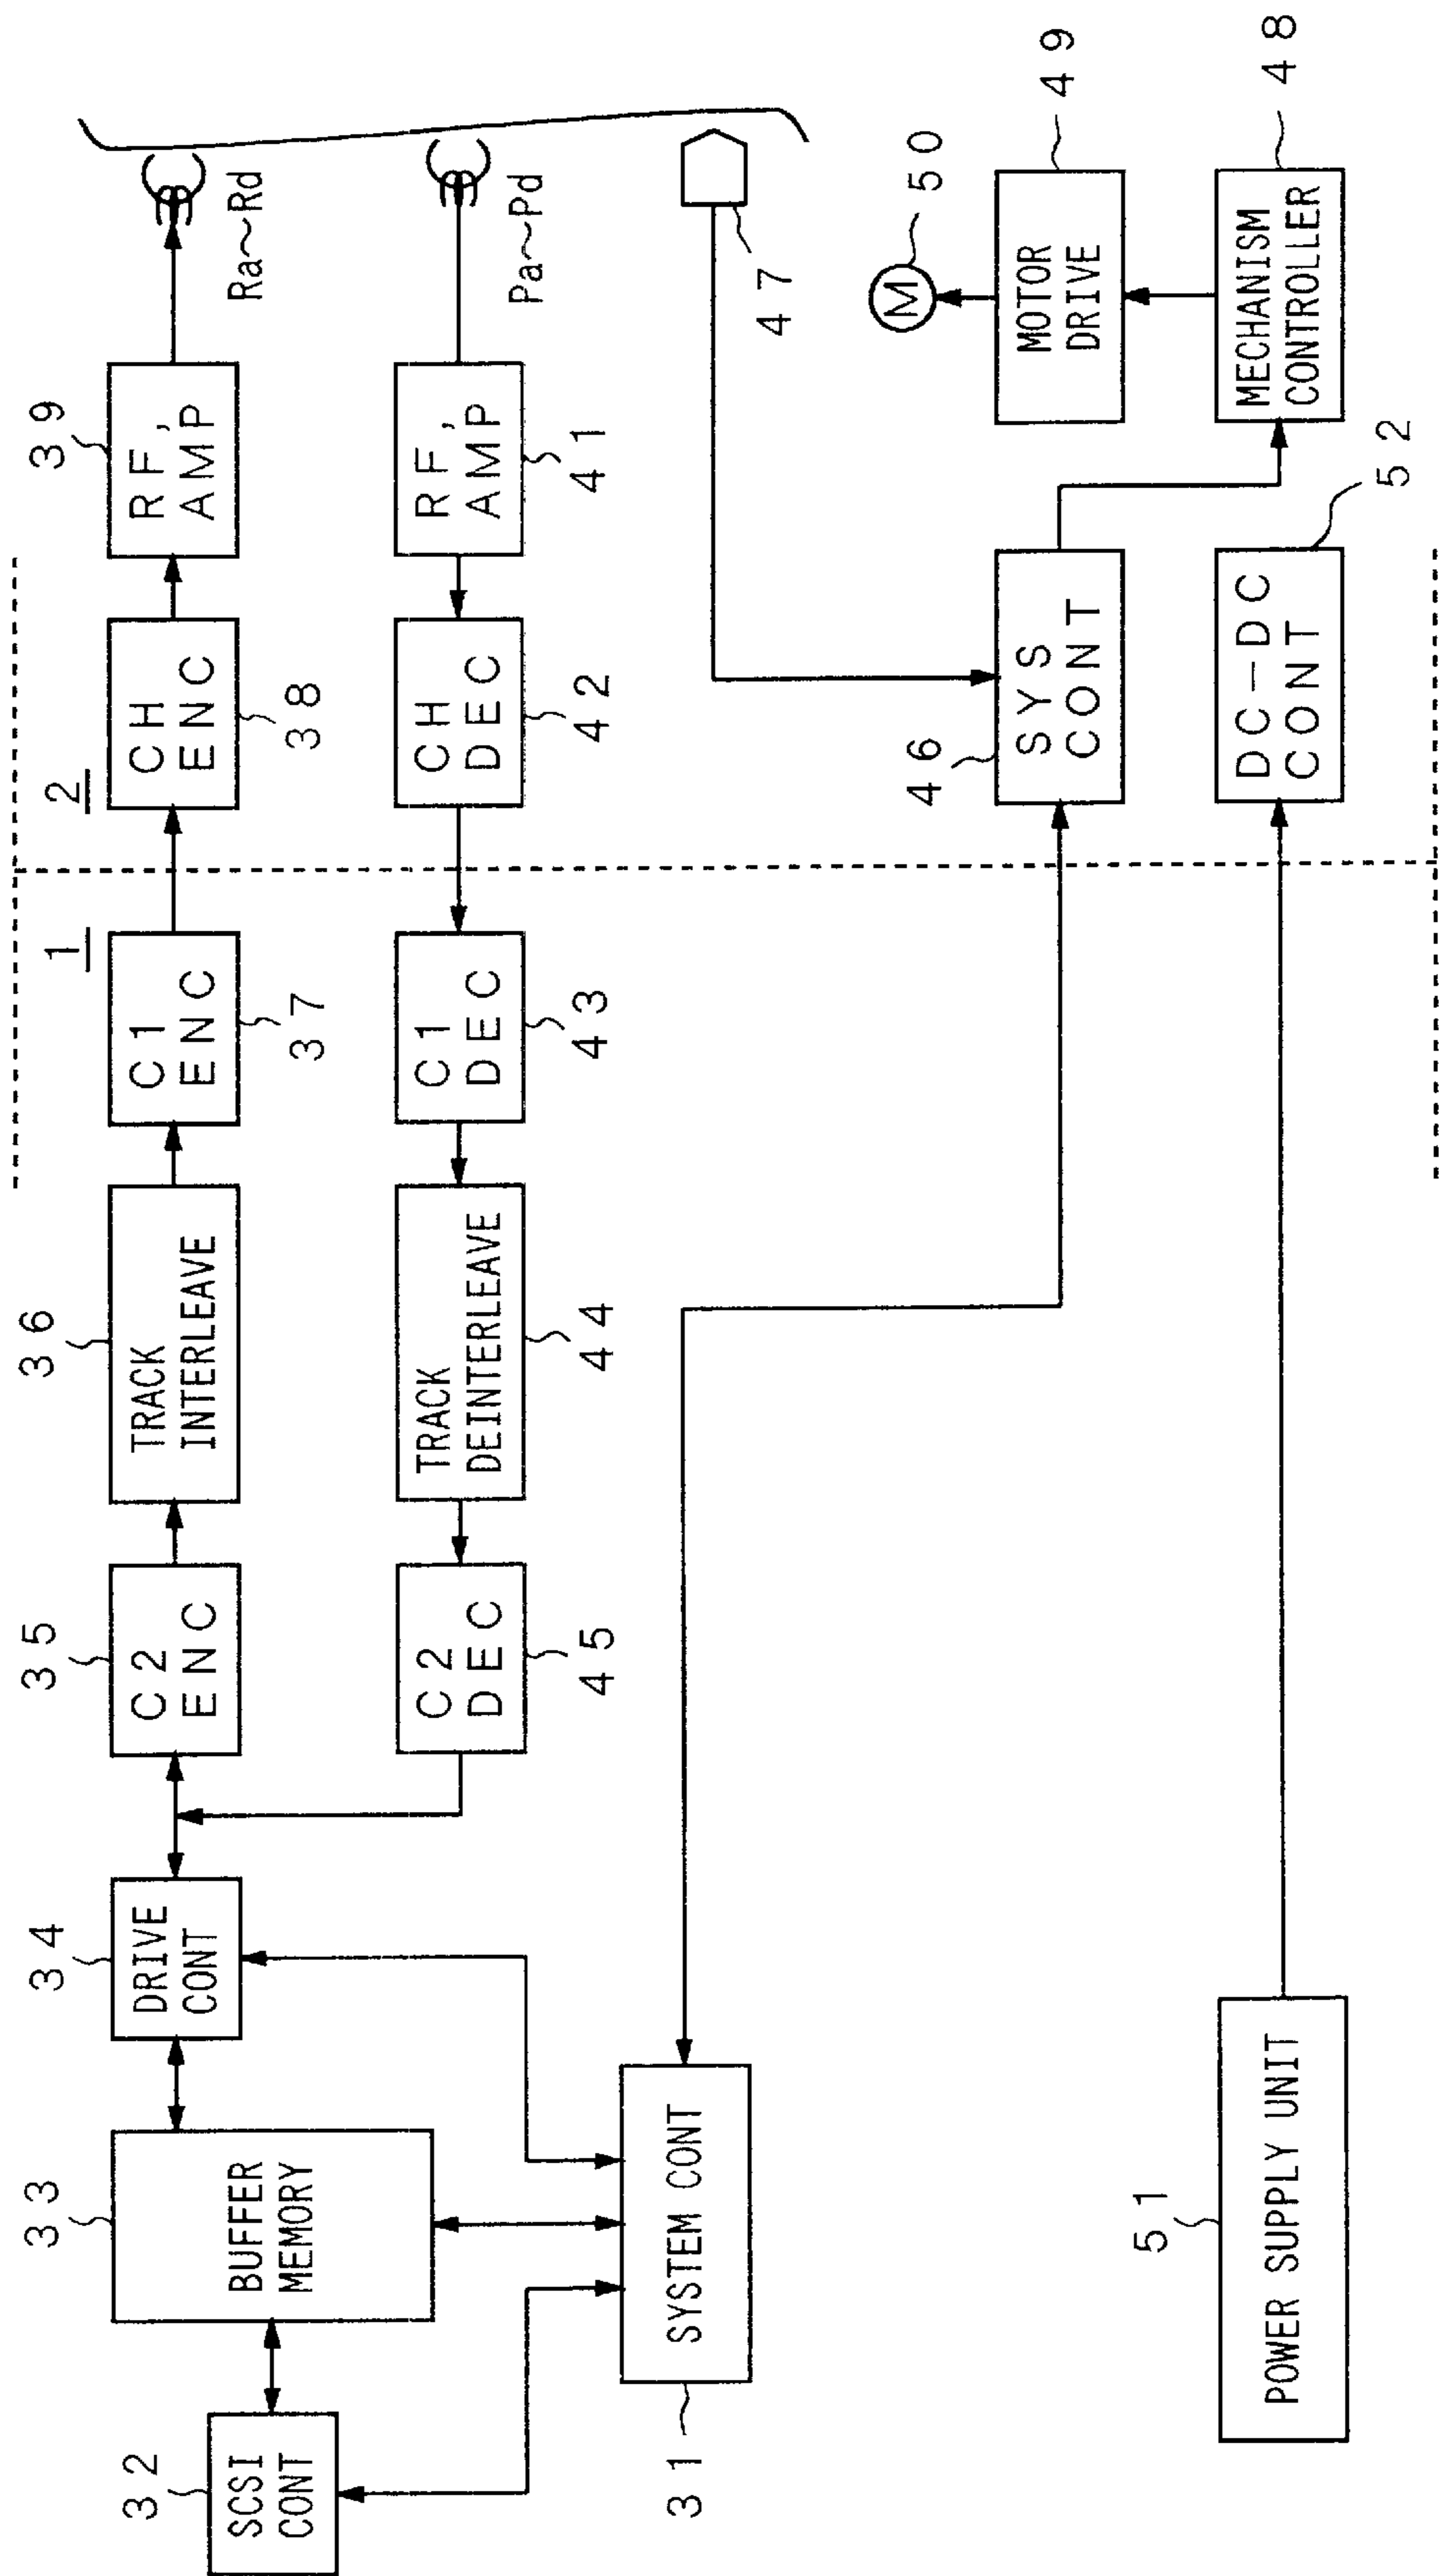 32
SCSI
CONT
33
BUFFER
MEMORY
34
DRIVE
CONT
35
C2
ENC
36
TRACK
INTERLEAVE
1
C1
ENC
37
2
CH
ENC
38
39
RF,
AMP
Ra~Rd
C2
DEC
45
TRACK
DEINTERLEAVE
44
C1
DEC
43
CH
DEC
42
RF,
AMP
41
Pa~Pd
47
31
SYSTEM CONT
46
SYS
CONT
M
50
MOTOR
DRIVE
49
51
POWER SUPPLY UNIT
DC-DC
CONT
52
MECHANISM
CONTROLLER
48